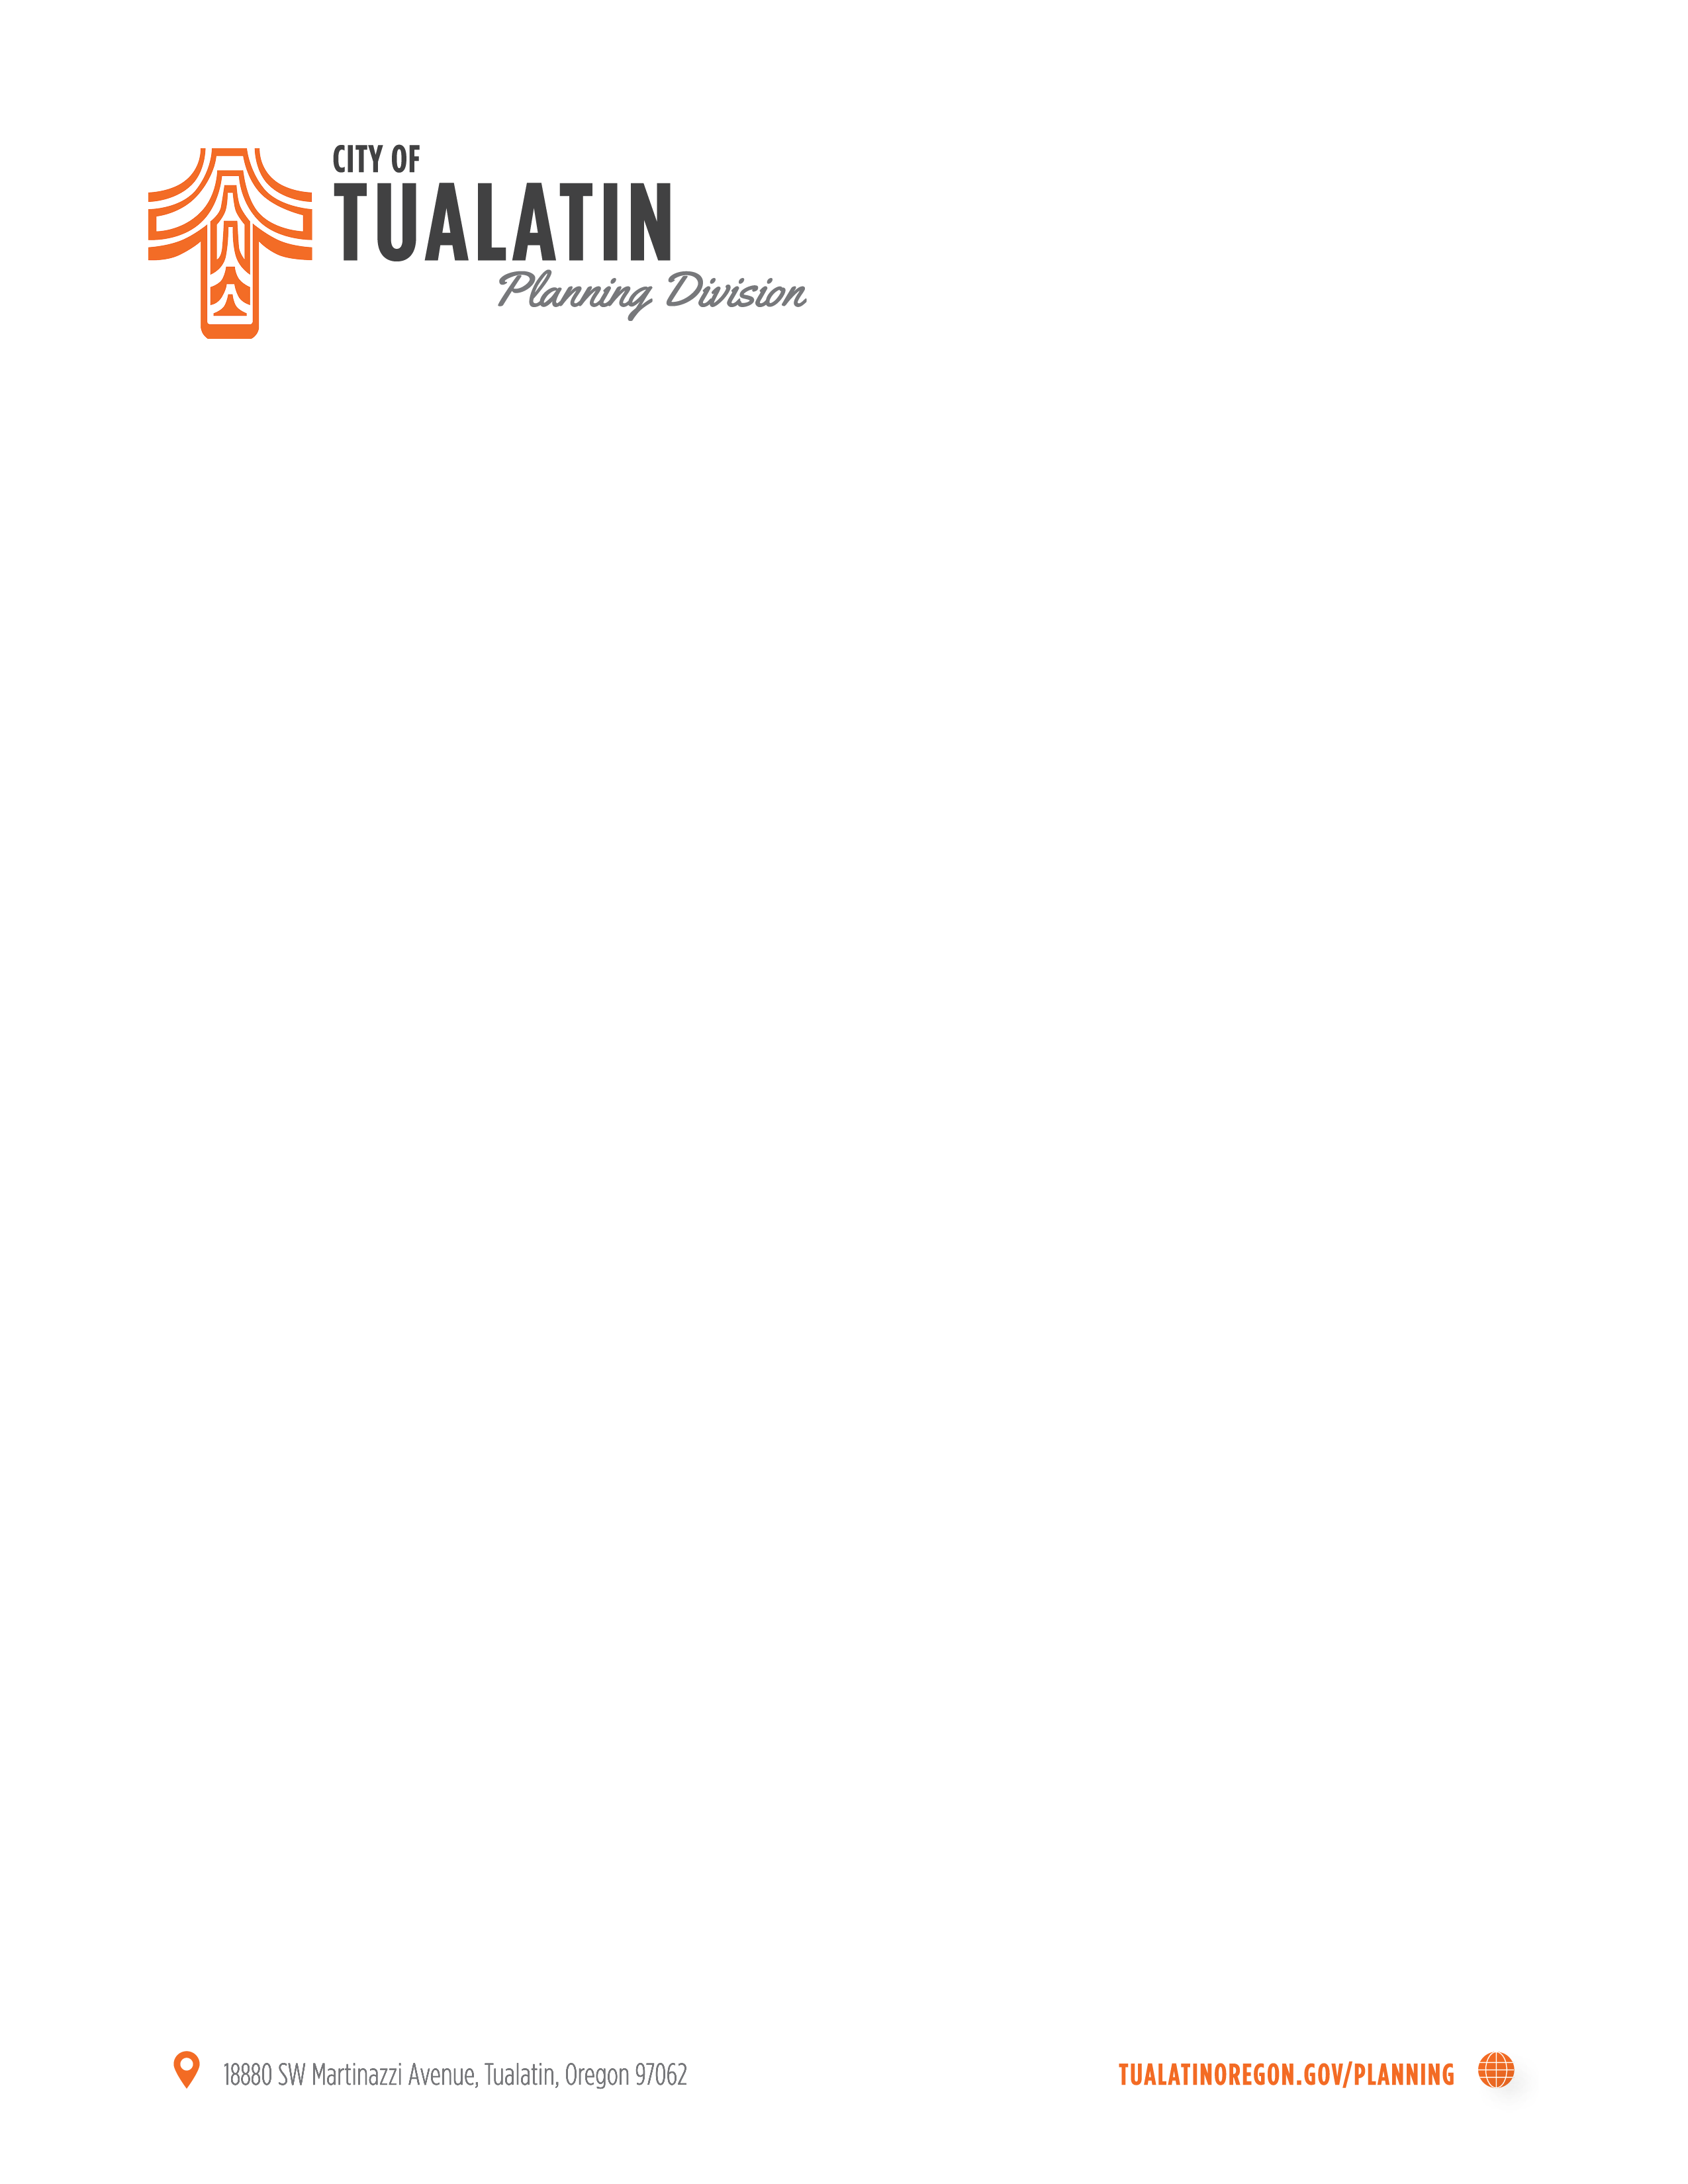 CITY OF
TUALATIN
Planning Division
18880 SW Martinazzi Avenue, Tualatin, Oregon 97062
TUALATINOREGON.GOV/PLANNING